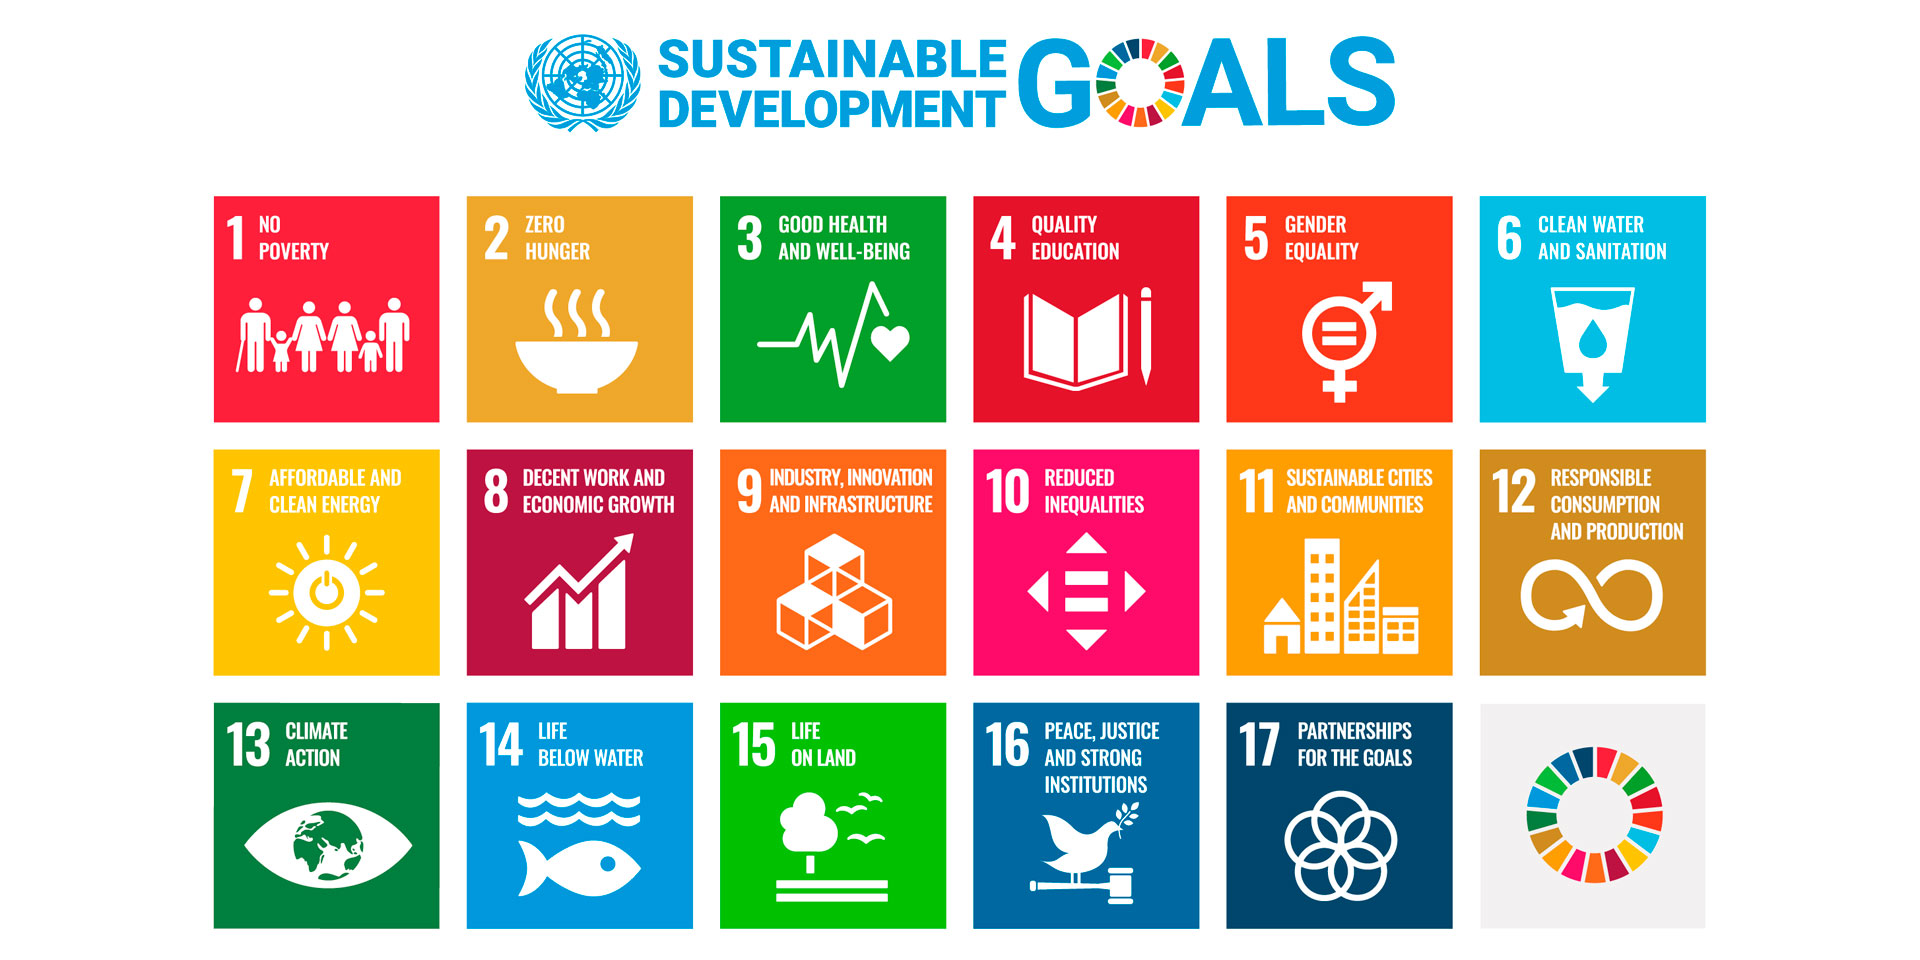 SUSTAINABLE
DEVELOPMENT
GOALS
1 NO
POVERTY
2 ZERO
HUNGER
3 GOOD HEALTH
AND WELL-BEING
4 QUALITY
EDUCATION
5 GENDER
EQUALITY
6 CLEAN WATER
AND SANITATION
7 AFFORDABLE AND
CLEAN ENERGY
8 DECENT WORK AND
ECONOMIC GROWTH
9 INDUSTRY, INNOVATION
AND INFRASTRUCTURE
10 REDUCED
INEQUALITIES
11 SUSTAINABLE CITIES
AND COMMUNITIES
12 RESPONSIBLE
CONSUMPTION
AND PRODUCTION
13 CLIMATE
ACTION
14 LIFE
BELOW WATER
15 LIFE
ON LAND
16 PEACE, JUSTICE
AND STRONG
INSTITUTIONS
17 PARTNERSHIPS
FOR THE GOALS